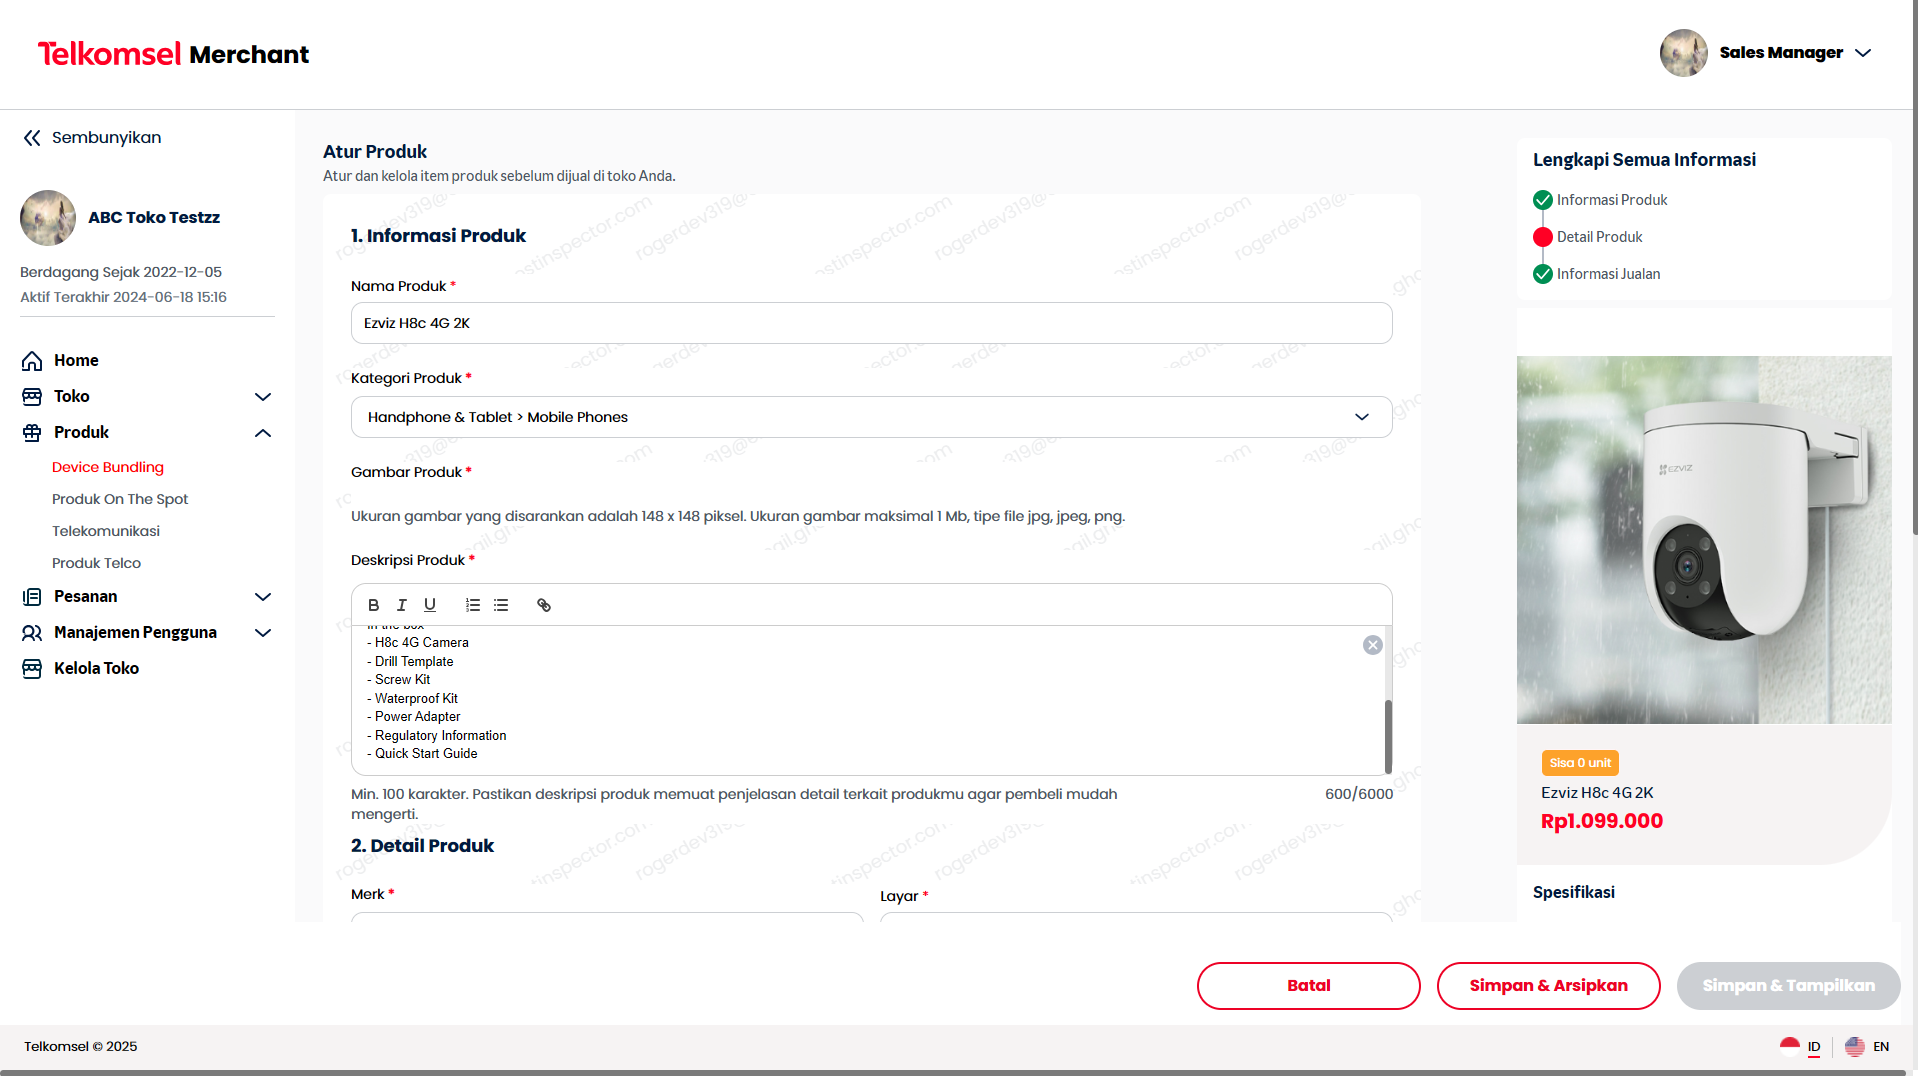 Telkomsel Merchant
Sales Manager
Sembunyikan
ABC Toko Testzz
Berdagang Sejak 2022-12-05
Aktif Terakhir 2024-06-18 15:16
Home
Toko
Produk
Device Bundling
Produk On The Spot
Telekomunikasi
Produk Telco
Pesanan
Manajemen Pengguna
Kelola Toko
Atur Produk
Atur dan kelola item produk sebelum dijual di toko Anda.
1. Informasi Produk
Nama Produk *
Ezviz H8c 4G 2K
Kategori Produk *
Handphone & Tablet > Mobile Phones
Gambar Produk *
Ukuran gambar yang disarankan adalah 148 x 148 piksel. Ukuran gambar maksimal 1 Mb, tipe file jpg, jpeg, png.
Deskripsi Produk *
B I U
In the box
- H8c 4G Camera
- Drill Template
- Screw Kit
- Waterproof Kit
- Power Adapter
- Regulatory Information
- Quick Start Guide
Min. 100 karakter. Pastikan deskripsi produk memuat penjelasan detail terkait produkmu agar pembeli mudah mengerti.
600/6000
2. Detail Produk
Merk *
Layar *
Lengkapi Semua Informasi
Informasi Produk
Detail Produk
Informasi Jualan
EZVIZ
Sisa 0 unit
Ezviz H8c 4G 2K
Rp1.099.000
Spesifikasi
Batal
Simpan & Arsipkan
Simpan & Tampilkan
Telkomsel © 2025
ID
EN